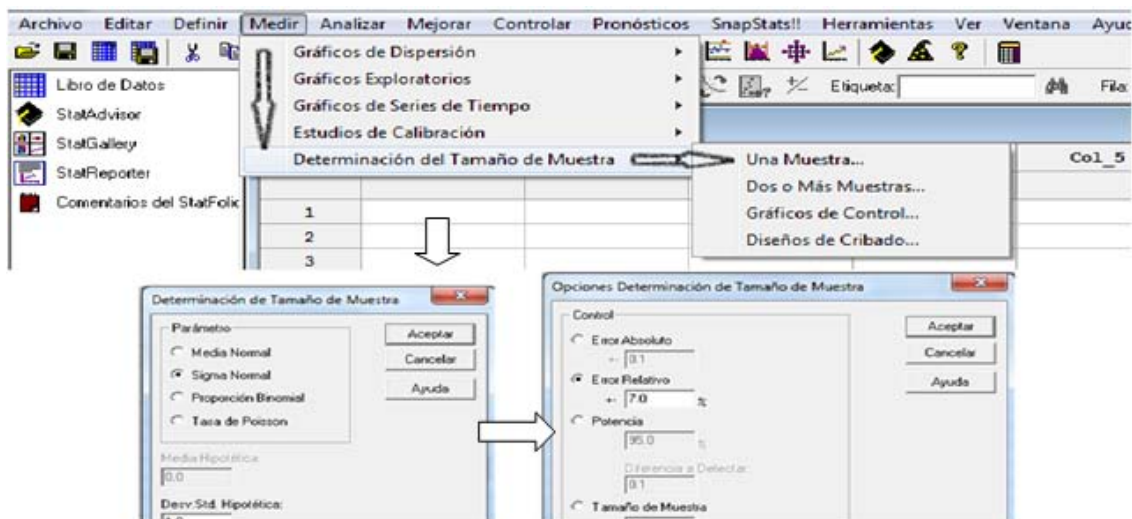 Archivo Editar Definir Medir Analizar Mejorar Controlar Pronósticos SnapStats!! Herramientas Ver Ventana Ayuc
Gráficos de Dispersión
Gráficos Exploratorios
Gráficos de Series de Tiempo
Estudios de Calibración
Determinación del Tamaño de Muestra
Etiqueta: Fila:
Libro de Datos
StatAdvisor
StatGallery
StatReporter
Comentarios del StatFolio
Una Muestra...
Dos o Más Muestras...
Gráficos de Control...
Diseños de Cribado...
Col_5
1
2
3
Determinación de Tamaño de Muestra
Parámetro
Media Normal
Sigma Normal
Proporción Binomial
Tasa de Poisson
Aceptar
Cancelar
Ayuda
Media Hipotética:
0.0
Desv.Std. Hipotética:
Opciones Determinación de Tamaño de Muestra
Control
Error Absoluto
+- 0.1
Error Relativo
+- 7.0 %
Potencia
95.0 %
Diferencia a Detectar:
0.1
Tamaño de Muestra
Aceptar
Cancelar
Ayuda